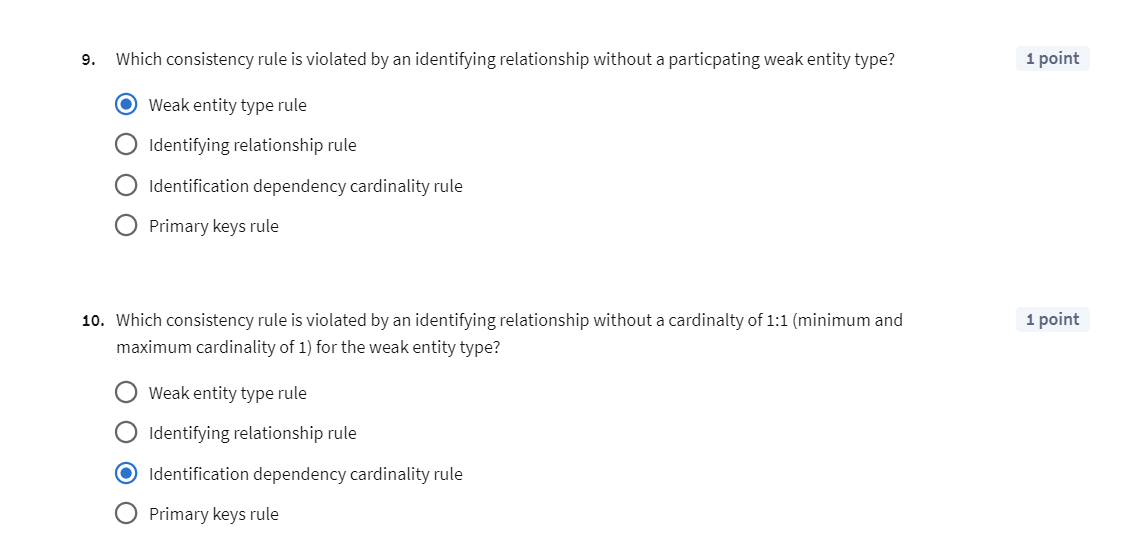 9. Which consistency rule is violated by an identifying relationship without a particpating weak entity type? 1 point
Weak entity type rule
Identifying relationship rule
Identification dependency cardinality rule
Primary keys rule
10. Which consistency rule is violated by an identifying relationship without a cardinalty of 1:1 (minimum and 1 point
maximum cardinality of 1) for the weak entity type?
Weak entity type rule
Identifying relationship rule
Identification dependency cardinality rule
Primary keys rule